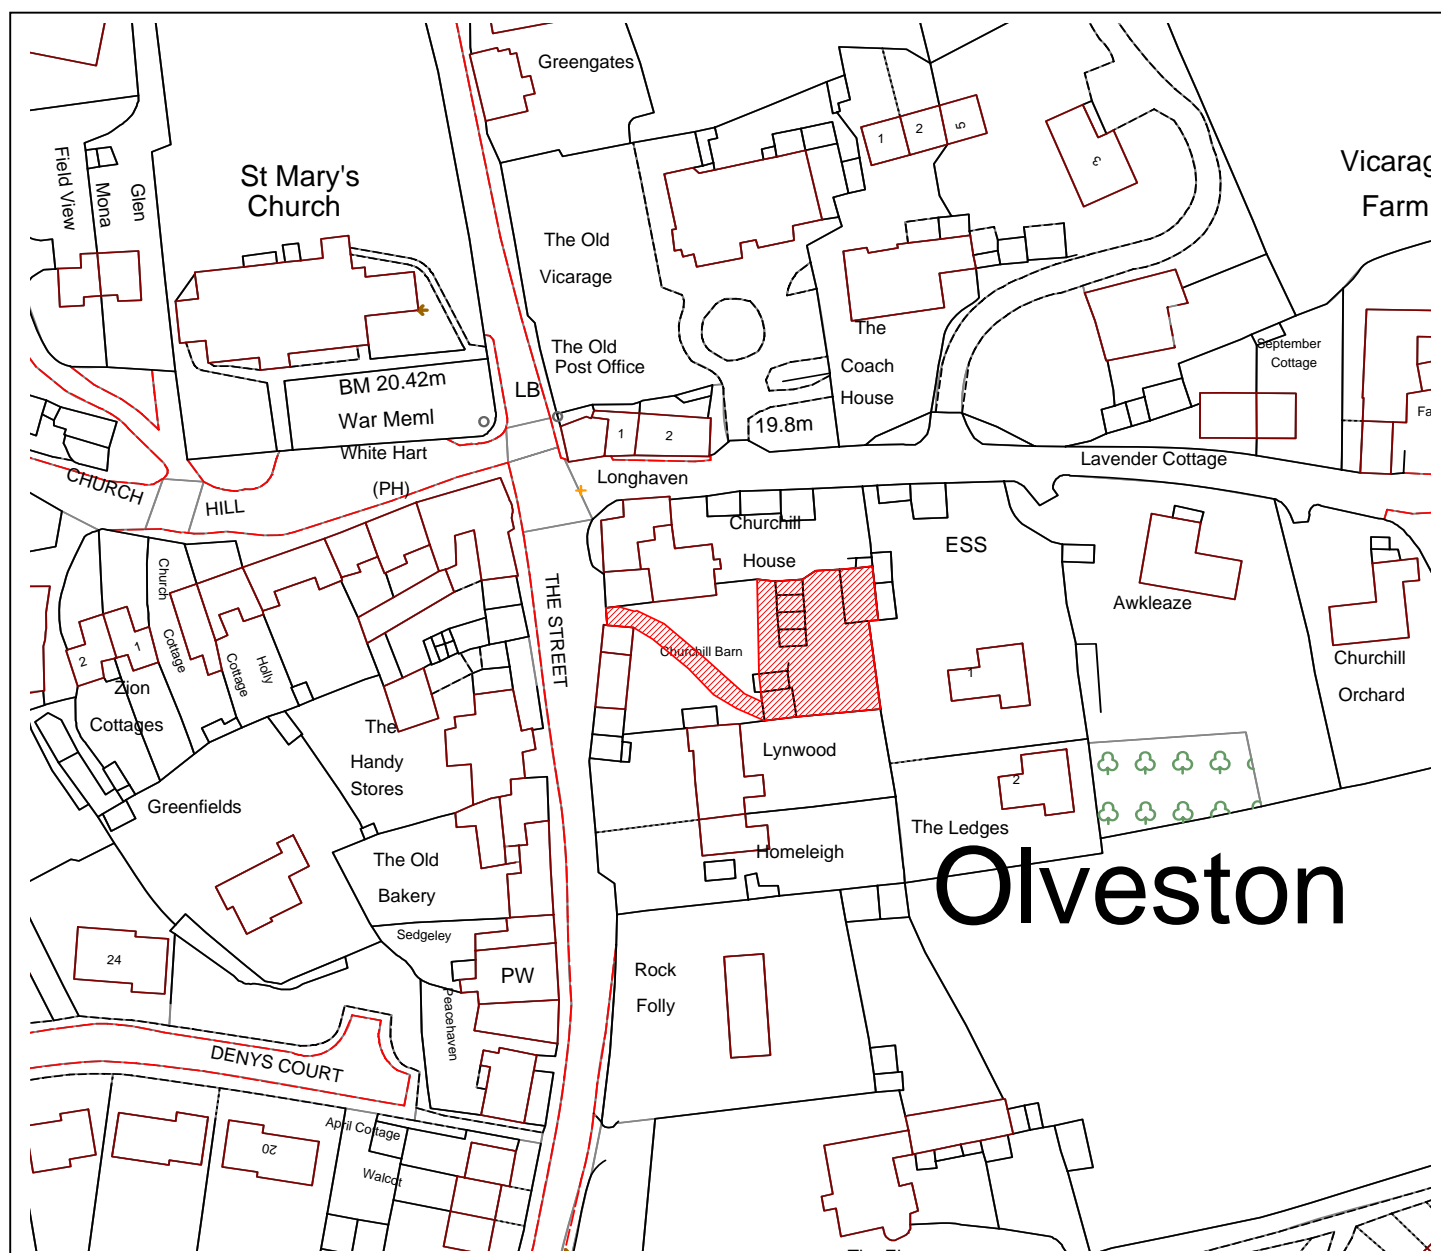 Greengates
1
2
5
3
Vicarag
Farm
Field View
Mona
Glen
St Mary's
Church
The Old
Vicarage
The
Coach
House
The Old
Post Office
September
Cottage
Fa
BM 20.42m
LB
War Meml
19.8m
1
2
White Hart
(PH)
Longhaven
Lavender Cottage
CHURCH
HILL
Churchill
House
ESS
Awkleaze
Churchill
Orchard
THE STREET
Church
Cottage
Holly
Cottage
2
1
Zion
Cottages
Churchill Barn
1
The
Handy
Stores
Lynwood
2
Greenfields
The Ledges
Homeleigh
Olveston
The Old
Bakery
Sedgeley
24
PW
Rock
Folly
Peacehaven
DENYS COURT
20
April Cottage
Walcot